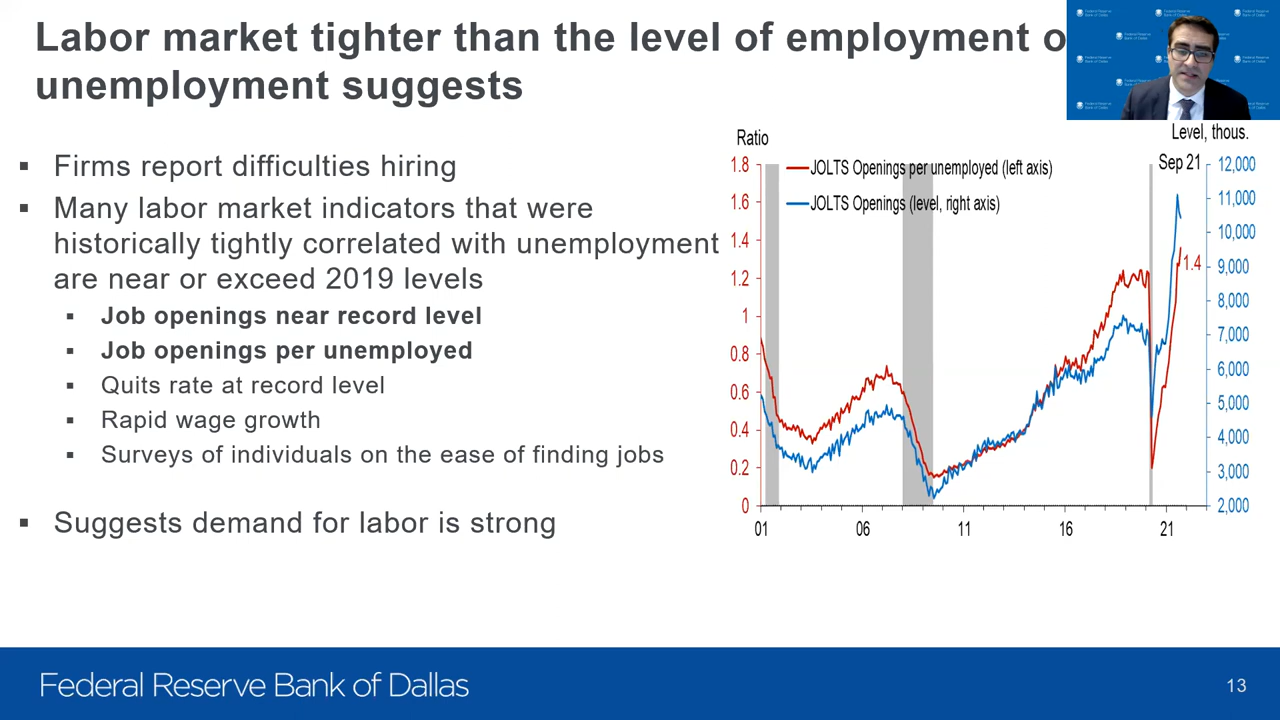 Labor market tighter than the level of employment o
unemployment suggests
▪ Firms report difficulties hiring
▪ Many labor market indicators that were
historically tightly correlated with unemployment
are near or exceed 2019 levels
▪ Job openings near record level
▪ Job openings per unemployed
▪ Quits rate at record level
▪ Rapid wage growth
▪ Surveys of individuals on the ease of finding jobs
▪ Suggests demand for labor is strong
Ratio
Level, thous.
Sep 21
JOLTS Openings per unemployed (left axis)
JOLTS Openings (level, right axis)
1.8
1.6
1.4
1.2
1
0.8
0.6
0.4
0.2
0
1.4
12,000
11,000
10,000
9,000
8,000
7,000
6,000
5,000
4,000
3,000
2,000
01 06 11 16 21
Federal Reserve Bank of Dallas
13